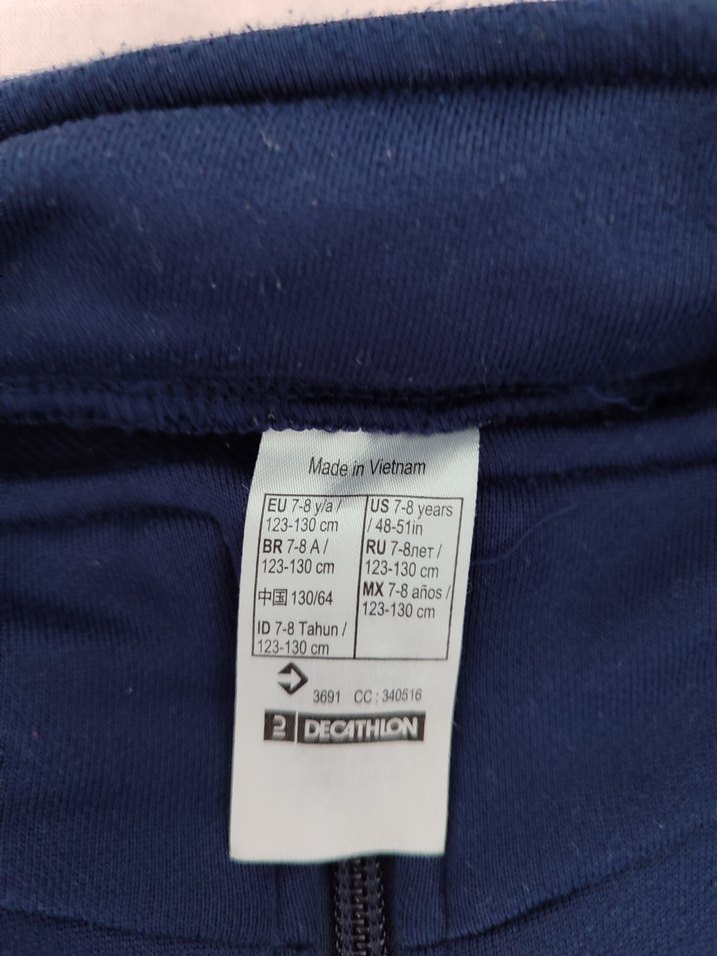 Made in Vietnam
EU 7-8 y/a /
123-130 cm
BR 7-8 A /
123-130 cm
中国 130/64
ID 7-8 Tahun /
123-130 cm
US 7-8 years
/ 48-51in
RU 7-8лет /
123-130 cm
MX 7-8 años /
123-130 cm
3691 CC : 340516
DECATHLON